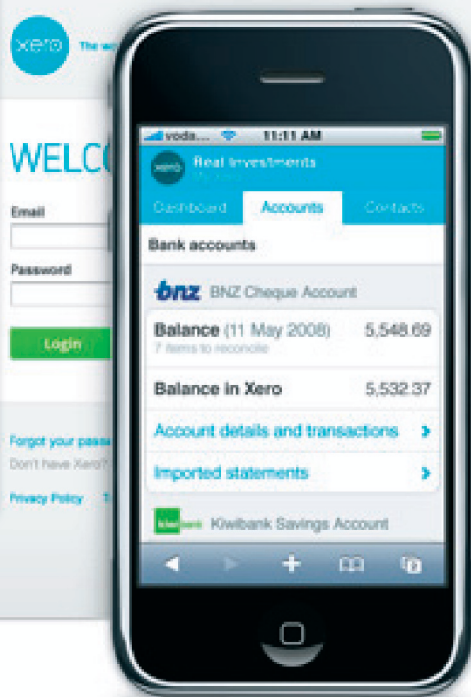 xero
The
WELC
Email
Password
Login
Forgot your
Don't have Xero?
Privacy Policy
voda... 11:11 AM
xero Real Investments
Dashboard Accounts Contacts
Bank accounts
bnz BNZ Cheque Account
Balance (11 May 2008) 5,548.69
7 items to reconcile
Balance in Xero 5,532.37
Account details and transactions
Imported statements
Kiwibank Savings Account